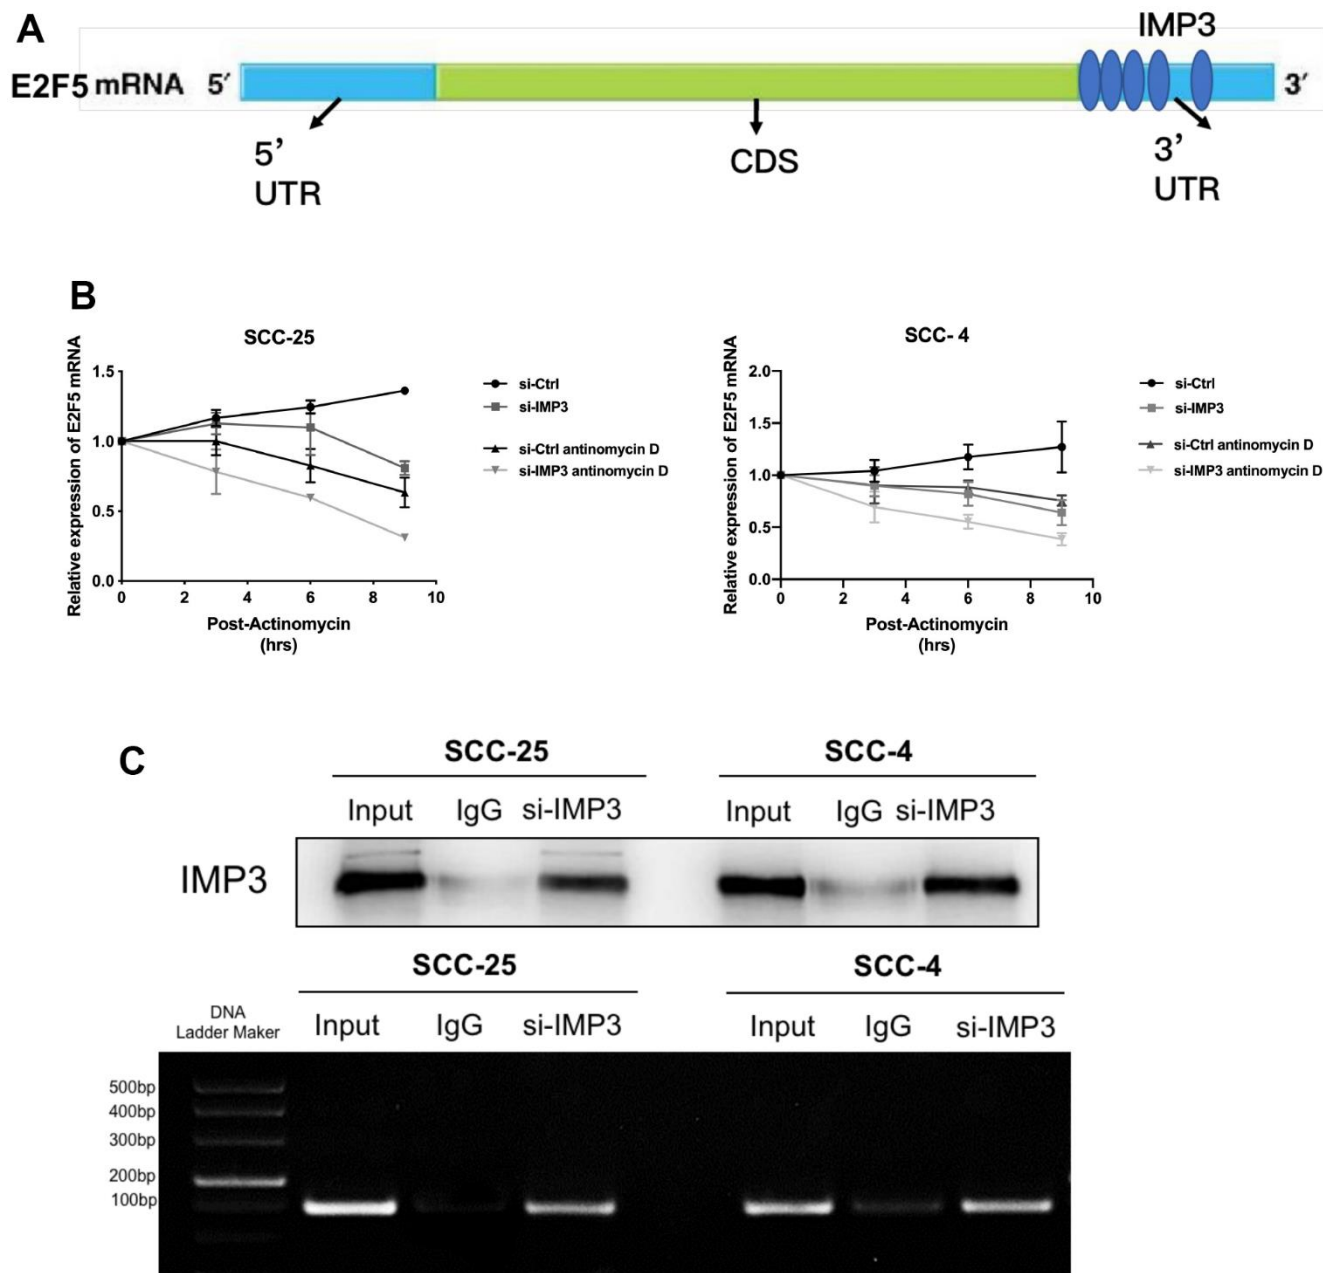 A
IMP3
E2F5 mRNA 5′ 3′
5’
UTR
CDS
3’
UTR
B
SCC-25
Relative expression of E2F5 mRNA
1.5
1.0
0.5
0.0
0 2 4 6 8 10
Post-Actinomycin
(hrs)
si-Ctrl
si-IMP3
si-Ctrl antinomycin D
si-IMP3 antinomycin D
SCC- 4
Relative expression of E2F5 mRNA
2.0
1.5
1.0
0.5
0.0
0 2 4 6 8 10
Post-Actinomycin
(hrs)
si-Ctrl
si-IMP3
si-Ctrl antinomycin D
si-IMP3 antinomycin D
C
SCC-25 SCC-4
Input IgG si-IMP3 Input IgG si-IMP3
IMP3
SCC-25 SCC-4
DNA
Ladder Maker
Input IgG si-IMP3 Input IgG si-IMP3
500bp
400bp
300bp
200bp
100bp